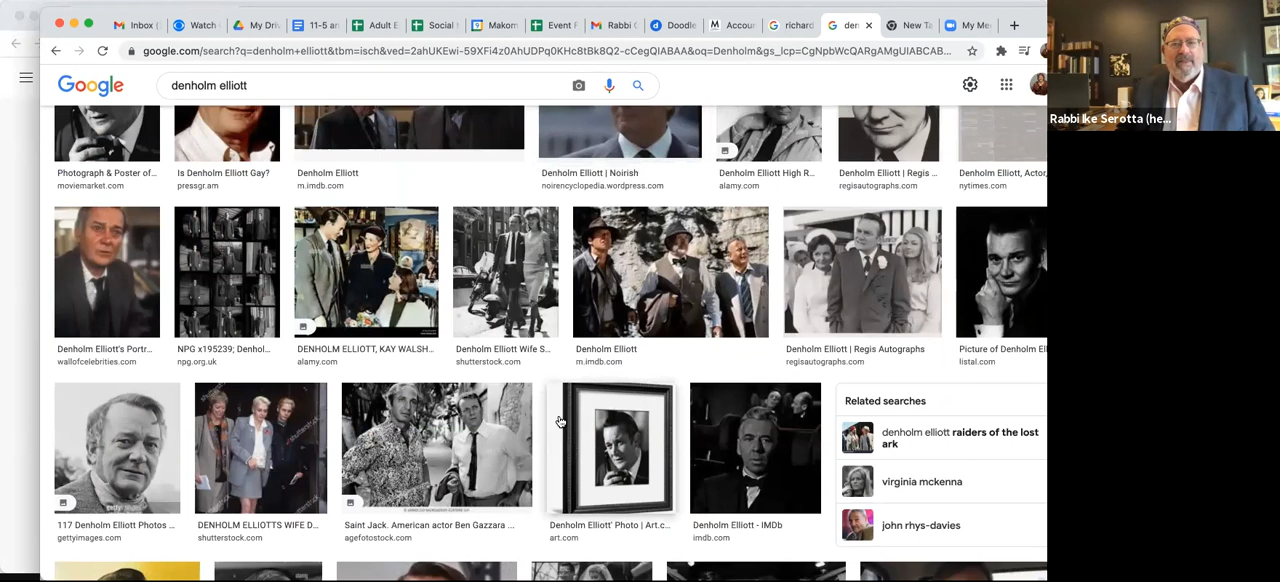 Inbox (
Watch
My Driv
11-5 an
Adult E
Social
Makom
Event F
Rabbi C
Doodle
Accour
richard
den
New Ta
My Me
google.com/search?q=denholm+elliott&tbm=isch&ved=2ahUKEwi-59XFi4z0AhUDPq0KHc8tBk8Q2-cCegQIABAA&oq=Denholm&gs_lcp=CgNpbWcQARgAMgUIABCAB...
Google
denholm elliott
Rabbi Ike Serotta (he...
Photograph & Poster of...
moviemarket.com
Is Denholm Elliott Gay?
pressgr.am
Denholm Elliott
m.imdb.com
Denholm Elliott | Noirish
noirencyclopedia.wordpress.com
Denholm Elliott High R...
alamy.com
Denholm Elliott | Regis ...
regisautographs.com
Denholm Elliott, Actor,
nytimes.com
Denholm Elliott's Portr...
wallofcelebrities.com
NPG x195239; Denhol...
npg.org.uk
DENHOLM ELLIOTT, KAY WALSH...
alamy.com
Denholm Elliott Wife S...
shutterstock.com
Denholm Elliott
m.imdb.com
Denholm Elliott | Regis Autographs
regisautographs.com
Picture of Denholm Ell
listal.com
117 Denholm Elliott Photos ...
gettyimages.com
DENHOLM ELLIOTTS WIFE D...
shutterstock.com
Saint Jack. American actor Ben Gazzara ...
agefotostock.com
Denholm Elliott' Photo | Art.c...
art.com
Denholm Elliott - IMDb
imdb.com
Related searches
denholm elliott raiders of the lost
ark
virginia mckenna
john rhys-davies